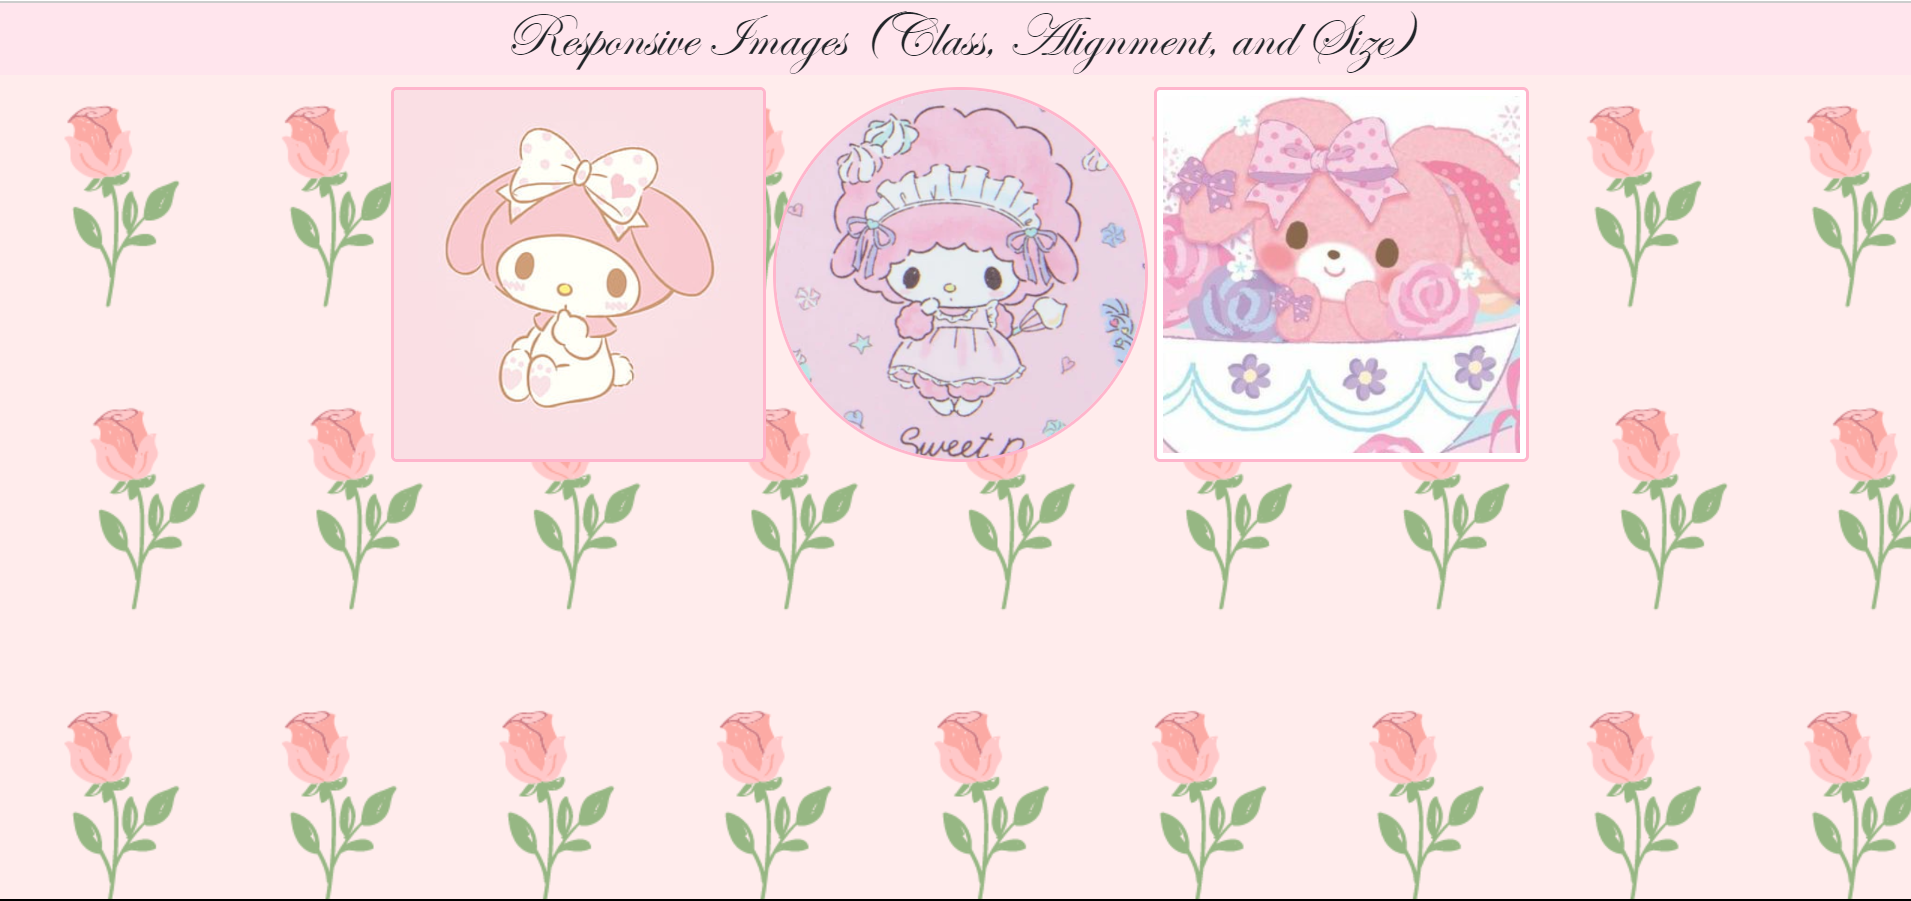 Responsive Images (Class, Alignment, and Size)
Sweet P